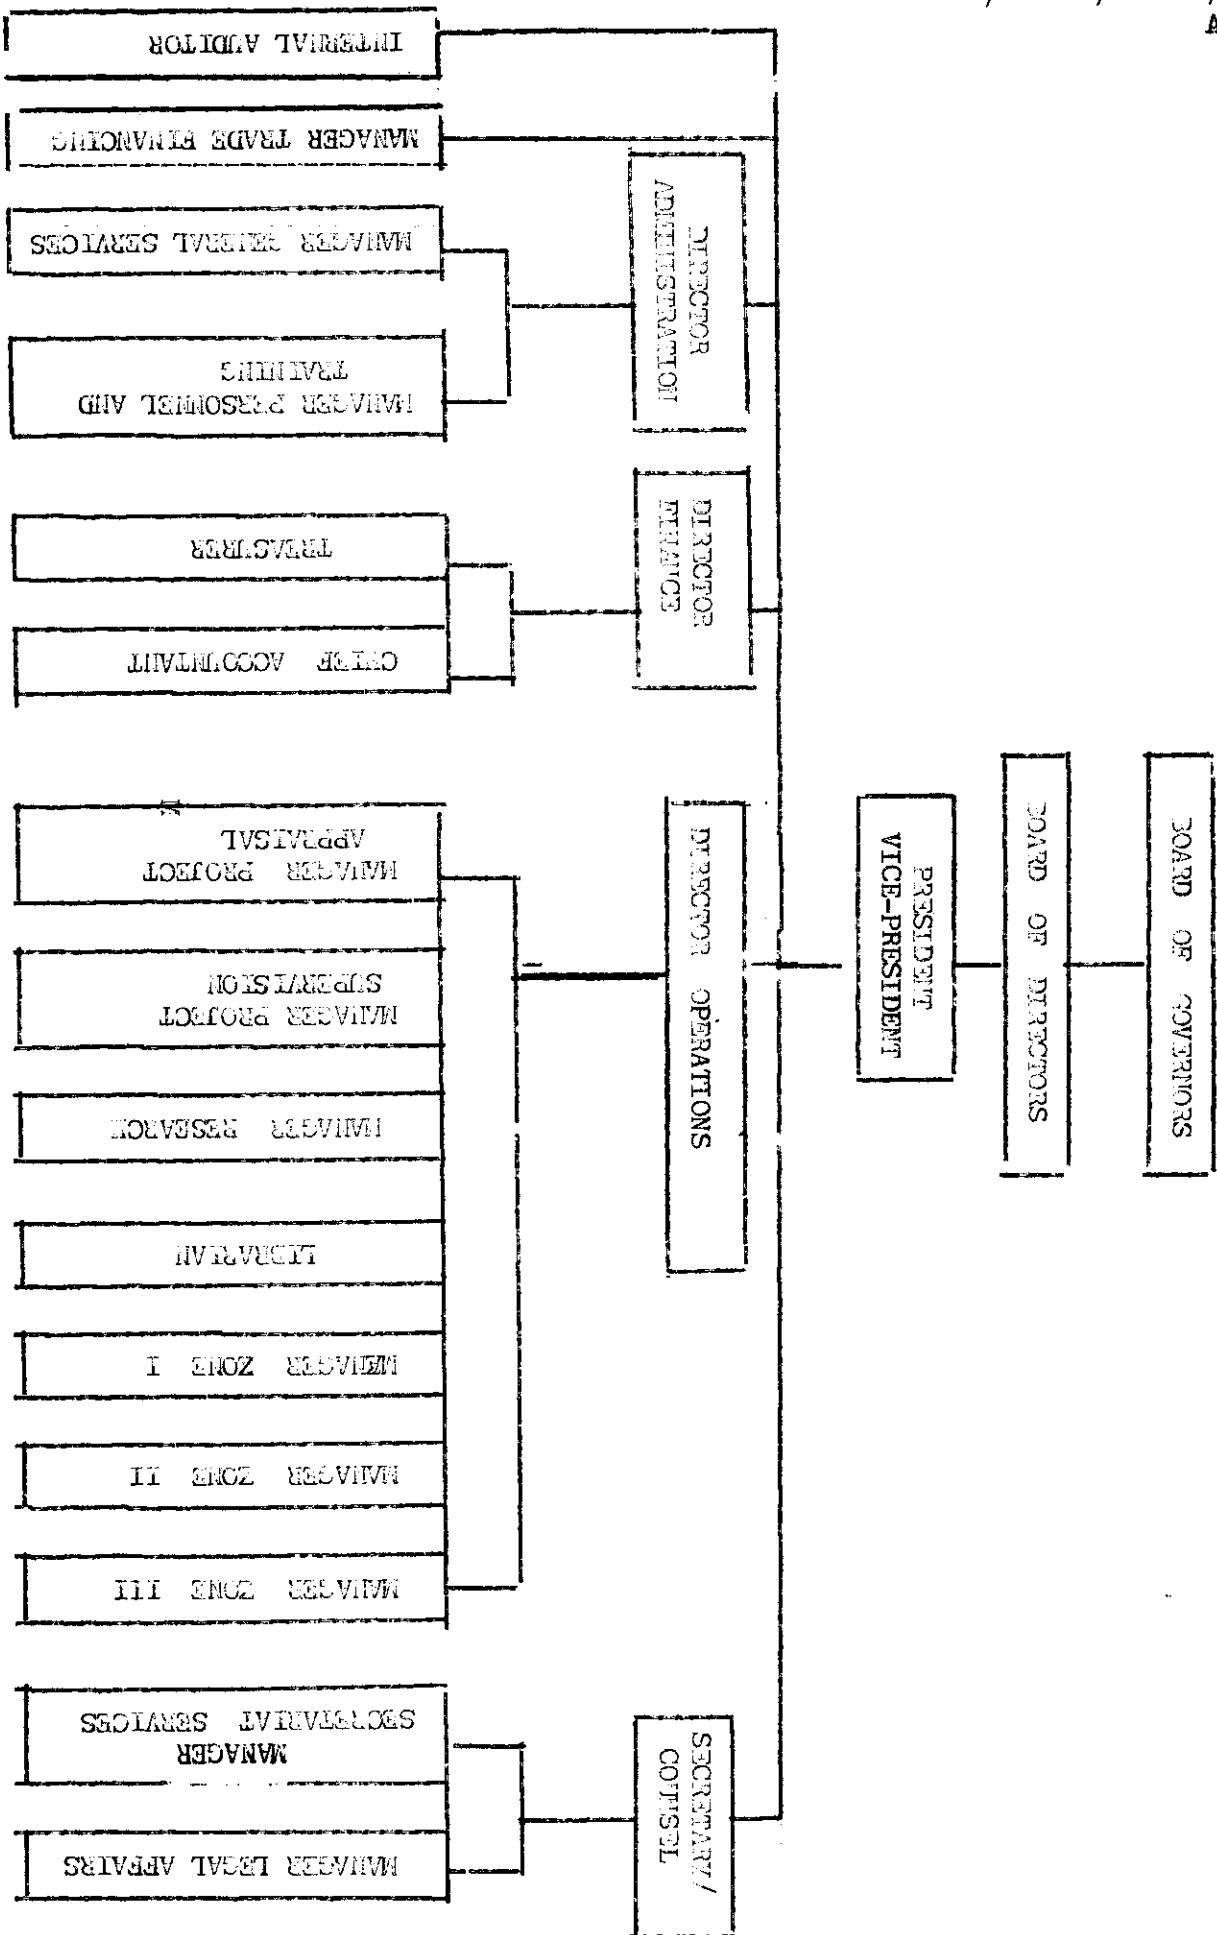 BOARD OF GOVERNORS
BOARD OF DIRECTORS
PRESIDENT
VICE-PRESIDENT
SECRETARY/
COUNSEL
DIRECTOR OPERATIONS
DIRECTOR
FINANCE
DIRECTOR
ADMINISTRATION
MANAGER LEGAL AFFAIRS
MANAGER
SECRETARIAT SERVICES
MANAGER ZONE III
MANAGER ZONE II
MANAGER ZONE I
LIBRARIAN
MANAGER RESEARCH
MANAGER PROJECT
SUPERVISION
MANAGER PROJECT
APPRAISAL
CHIEF ACCOUNTANT
TREASURER
MANAGER PERSONNEL AND
TRAINING
MANAGER GENERAL SERVICES
MANAGER TRADE FINANCING
INTERNAL AUDITOR